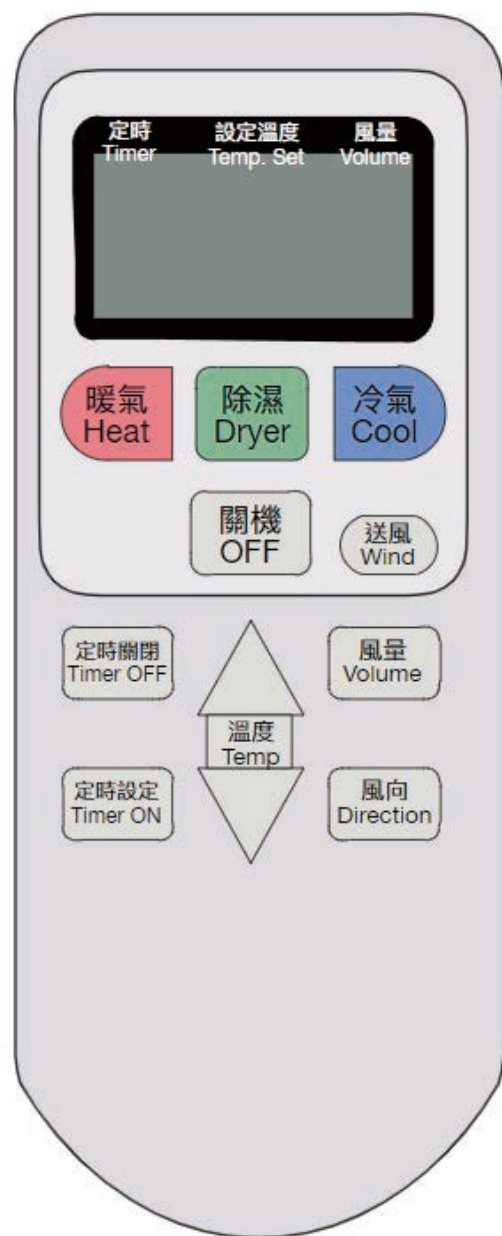 定時 設定溫度 風量
Timer Temp. Set Volume
暖氣 除濕 冷氣
Heat Dryer Cool
關機 送風
OFF Wind
定時關閉 風量
Timer OFF Volume
溫度
Temp
定時設定 風向
Timer ON Direction